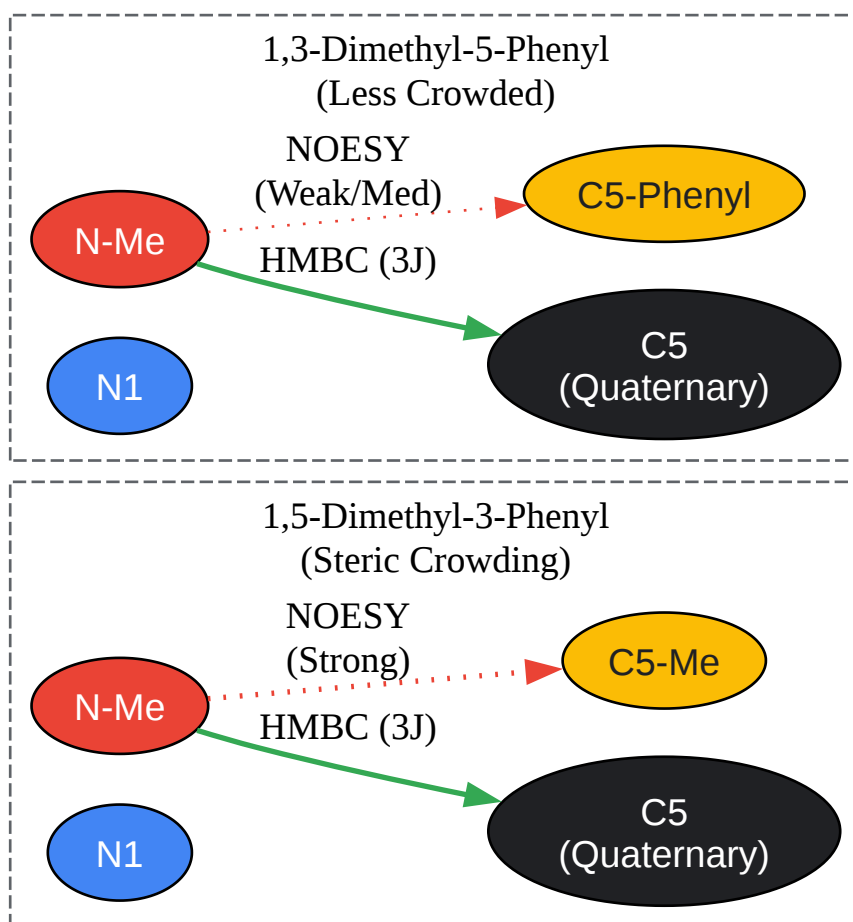 1,3-Dimethyl-5-Phenyl
(Less Crowded)
NOESY
(Weak/Med)
C5-Phenyl
N-Me
HMBC (3J)
C5
(Quaternary)
N1
1,5-Dimethyl-3-Phenyl
(Steric Crowding)
NOESY
(Strong)
C5-Me
N-Me
HMBC (3J)
C5
(Quaternary)
N1